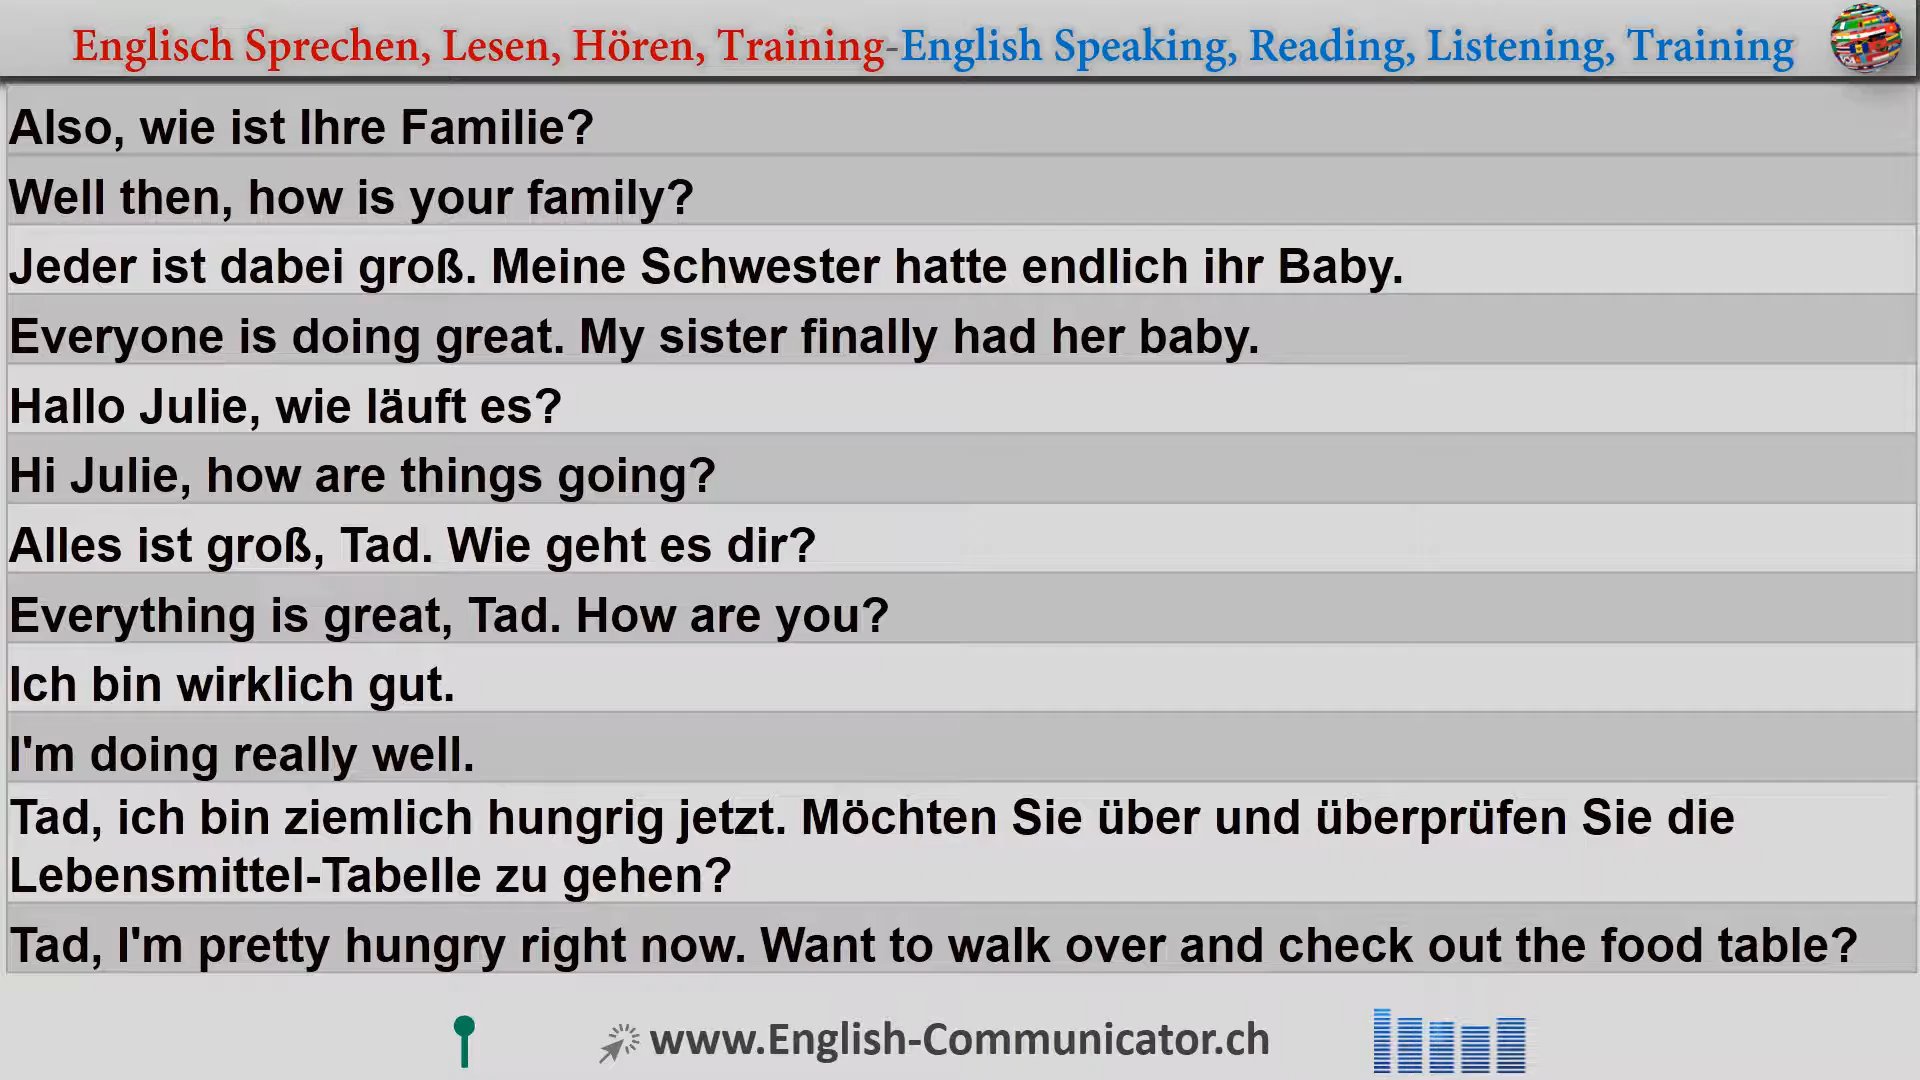 Englisch Sprechen, Lesen, Hören, Training-English Speaking, Reading, Listening, Training
Also, wie ist Ihre Familie?
Well then, how is your family?
Jeder ist dabei groß. Meine Schwester hatte endlich ihr Baby.
Everyone is doing great. My sister finally had her baby.
Hallo Julie, wie läuft es?
Hi Julie, how are things going?
Alles ist groß, Tad. Wie geht es dir?
Everything is great, Tad. How are you?
Ich bin wirklich gut.
I'm doing really well.
Tad, ich bin ziemlich hungrig jetzt. Möchten Sie über und überprüfen Sie die
Lebensmittel-Tabelle zu gehen?
Tad, I'm pretty hungry right now. Want to walk over and check out the food table?
www.English-Communicator.ch